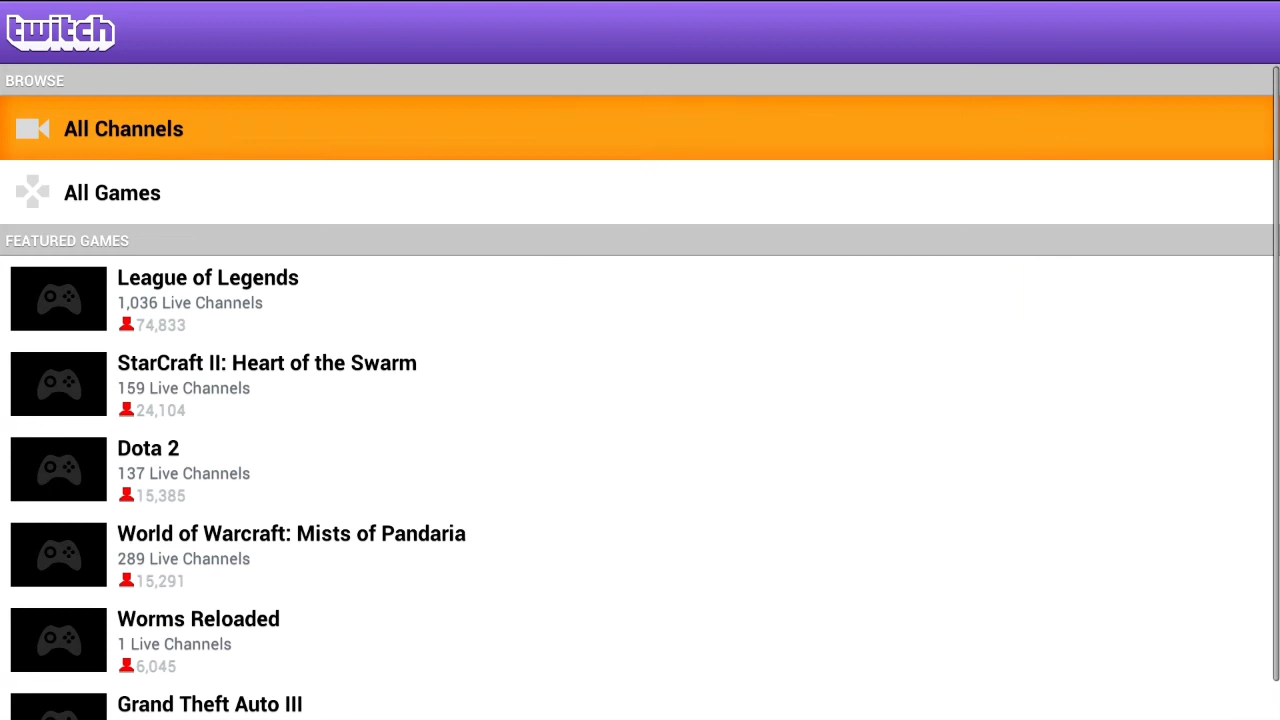 twitch
BROWSE
All Channels
All Games
FEATURED GAMES
League of Legends
1,036 Live Channels
74,833
StarCraft II: Heart of the Swarm
159 Live Channels
24,104
Dota 2
137 Live Channels
15,385
World of Warcraft: Mists of Pandaria
289 Live Channels
15,291
Worms Reloaded
1 Live Channels
6,045
Grand Theft Auto III